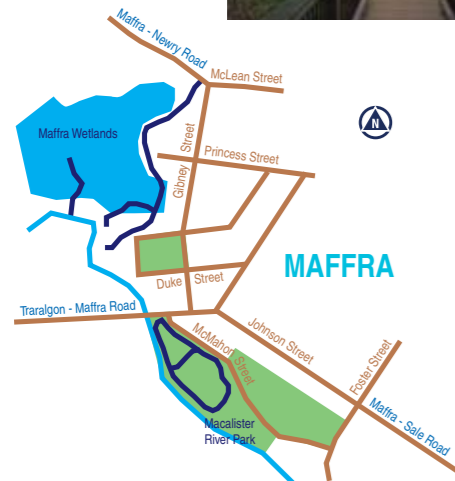 Maffra - Newry Road
McLean Street
N
Maffra Wetlands
Gibney Street
Princess Street
MAFFRA
Duke Street
Traralgon - Maffra Road
McMahon Street
Johnson Street
Foster Street
Macalister
River Park
Maffra - Sale Road